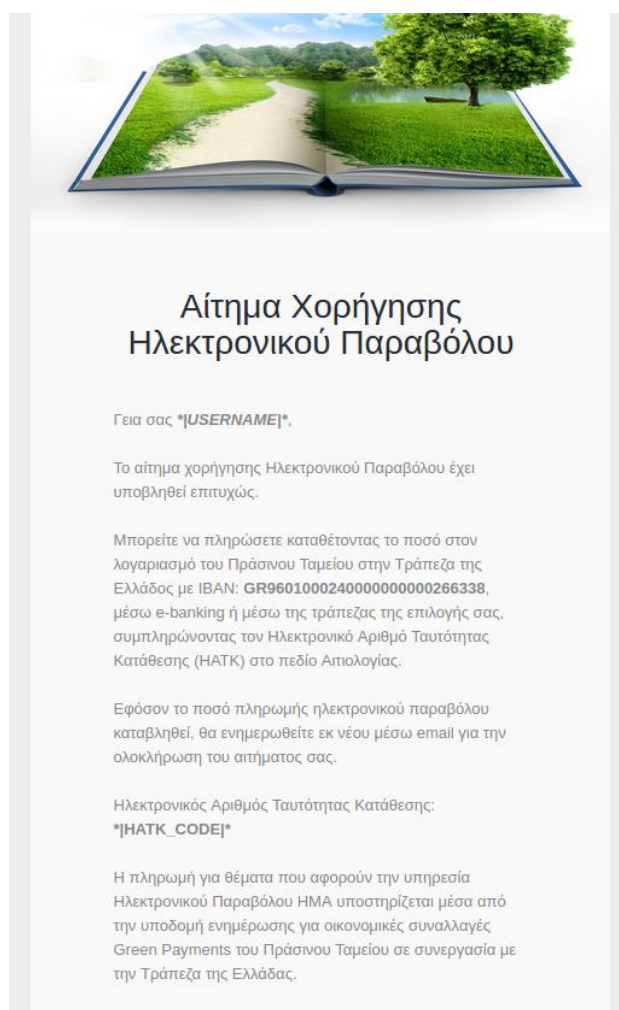 Αίτημα Χορήγησης
Ηλεκτρονικού Παραβόλου
Γεια σας *|USERNAME|*,
Το αίτημα χορήγησης Ηλεκτρονικού Παραβόλου έχει
υποβληθεί επιτυχώς.
Μπορείτε να πληρώσετε καταθέτοντας το ποσό στον
λογαριασμό του Πράσινου Ταμείου στην Τράπεζα της
Ελλάδος με IBAN: GR9601000240000000000266338,
μέσω e-banking ή μέσω της τράπεζας της επιλογής σας,
συμπληρώνοντας τον Ηλεκτρονικό Αριθμό Ταυτότητας
Κατάθεσης (ΗΑΤΚ) στο πεδίο Αιτιολογίας.
Εφόσον το ποσό πληρωμής ηλεκτρονικού παραβόλου
καταβληθεί, θα ενημερωθείτε εκ νέου μέσω email για την
ολοκλήρωση του αιτήματος σας.
Ηλεκτρονικός Αριθμός Ταυτότητας Κατάθεσης:
*|HATK_CODE|*
Η πληρωμή για θέματα που αφορούν την υπηρεσία
Ηλεκτρονικού Παραβόλου ΗΜΑ υποστηρίζεται μέσα από
την υποδομή ενημέρωσης για οικονομικές συναλλαγές
Green Payments του Πράσινου Ταμείου σε συνεργασία με
την Τράπεζα της Ελλάδας.